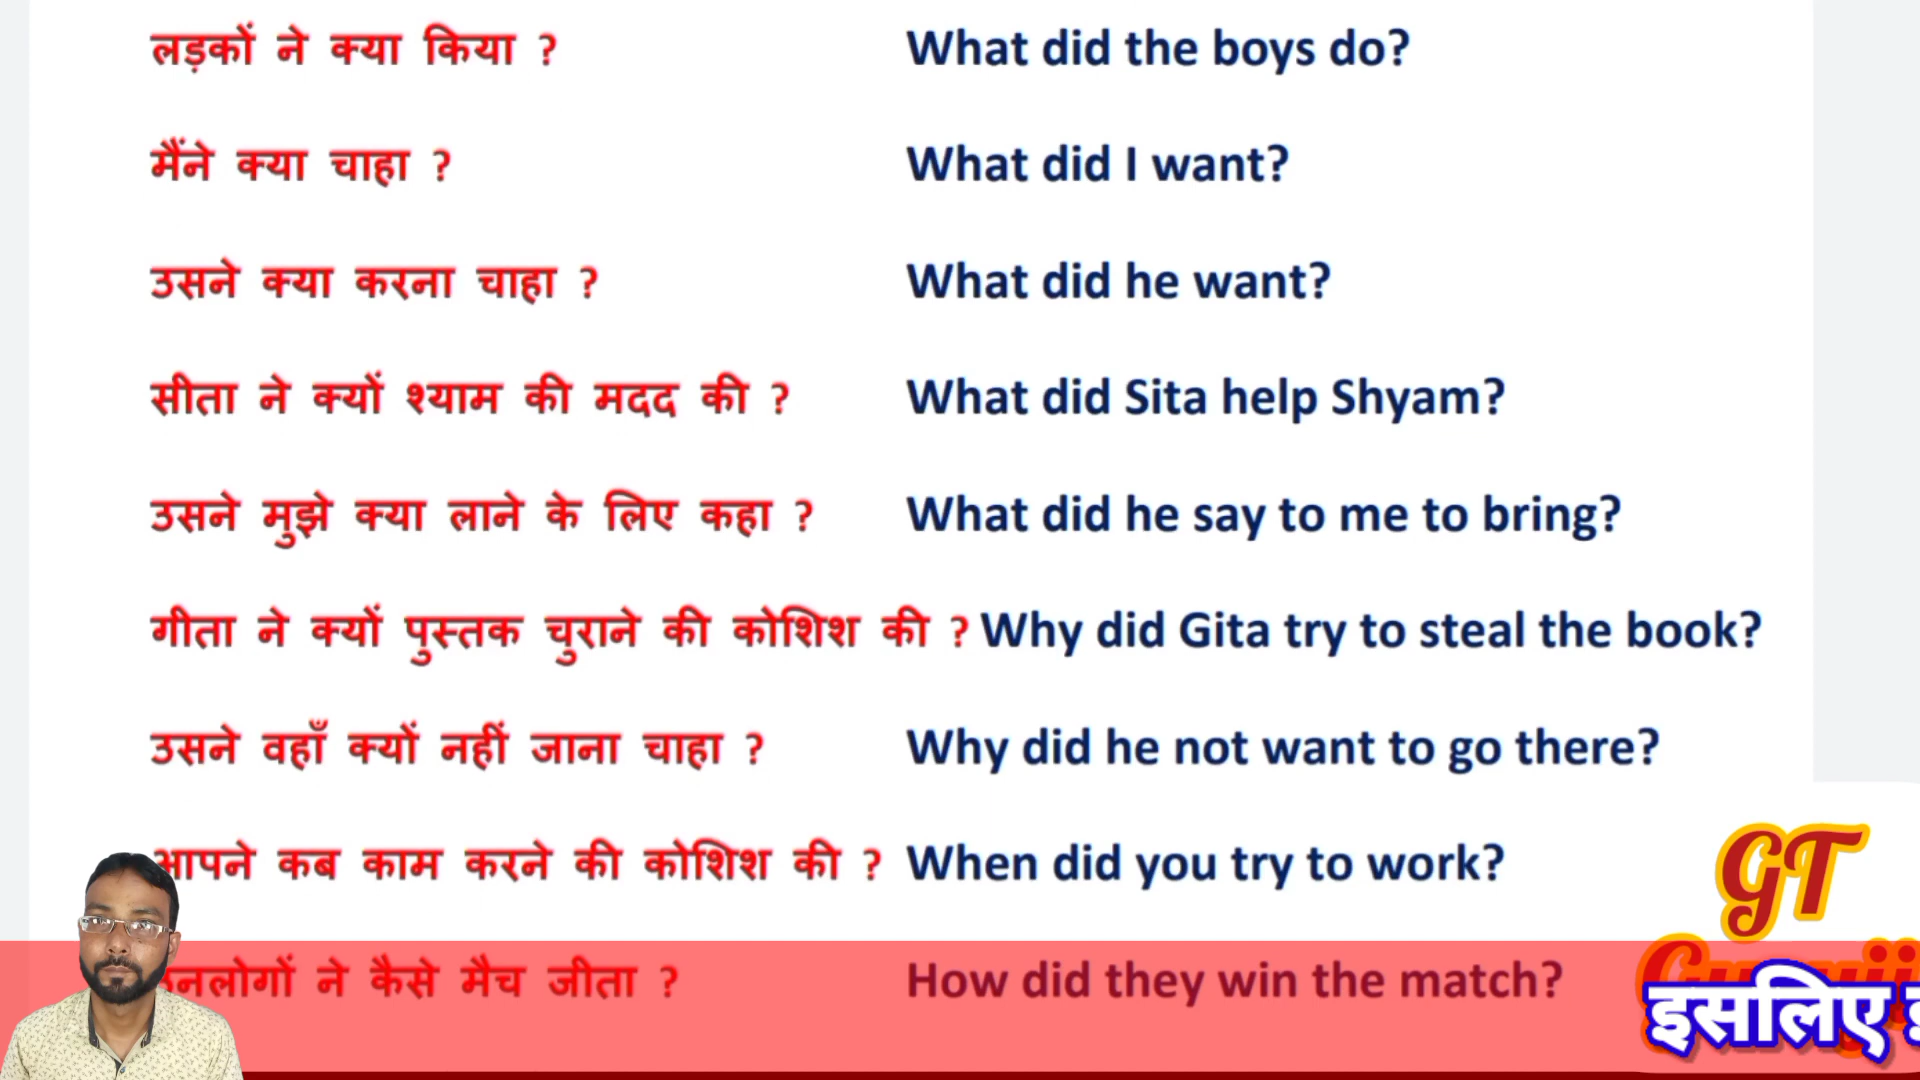 लड़कों ने क्या किया ? What did the boys do?
मैंने क्या चाहा ? What did I want?
उसने क्या करना चाहा ? What did he want?
सीता ने क्यों श्याम की मदद की ? What did Sita help Shyam?
उसने मुझे क्या लाने के लिए कहा ? What did he say to me to bring?
गीता ने क्यों पुस्तक चुराने की कोशिश की ? Why did Gita try to steal the book?
उसने वहाँ क्यों नहीं जाना चाहा ? Why did he not want to go there?
आपने कब काम करने की कोशिश की ? When did you try to work?
उनलोगों ने कैसे मैच जीता ? How did they win the match?
GT
इसलिए